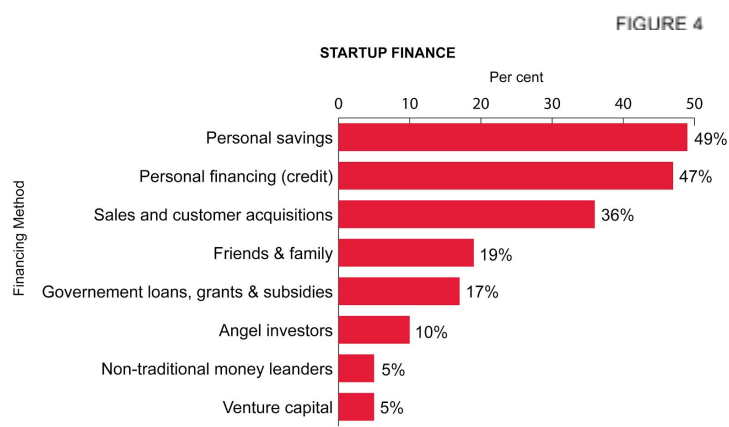 FIGURE 4
STARTUP FINANCE
Per cent
0 10 20 30 40 50
Financing Method
Personal savings 49%
Personal financing (credit) 47%
Sales and customer acquisitions 36%
Friends & family 19%
Governement loans, grants & subsidies 17%
Angel investors 10%
Non-traditional money leanders 5%
Venture capital 5%